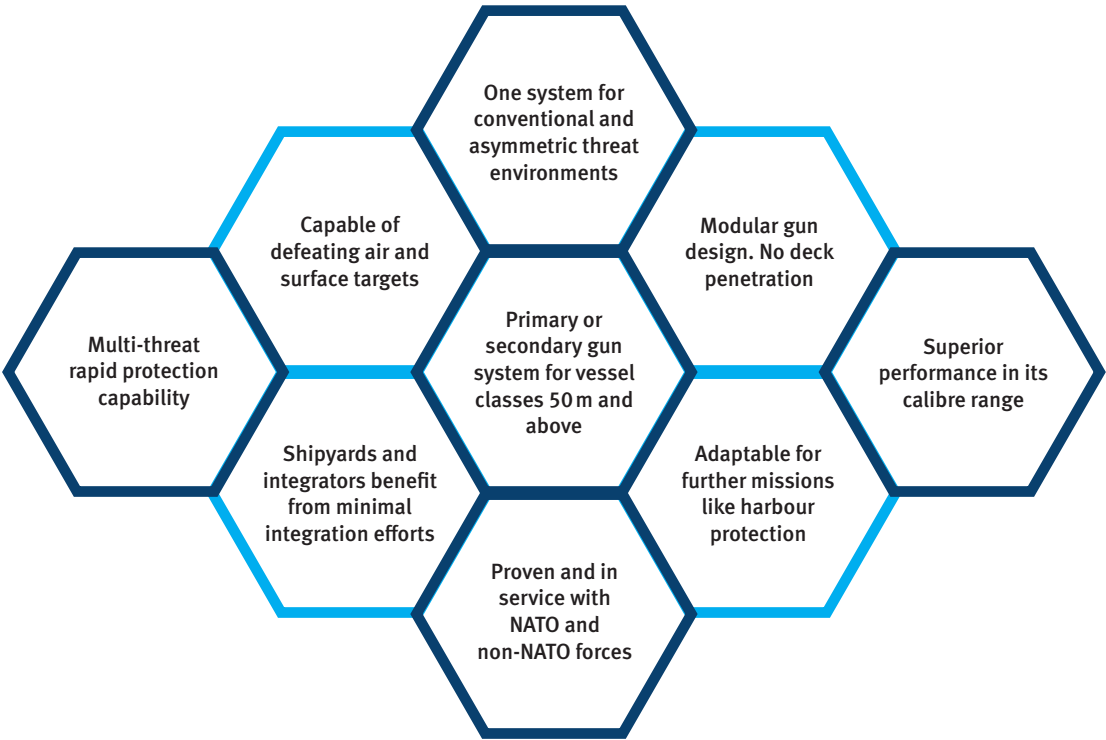 One system for
conventional and
asymmetric threat
environments
Capable of
defeating air and
surface targets
Modular gun
design. No deck
penetration
Multi-threat
rapid protection
capability
Primary or
secondary gun
system for vessel
classes 50 m and
above
Superior
performance in its
calibre range
Shipyards and
integrators benefit
from minimal
integration efforts
Adaptable for
further missions
like harbour
protection
Proven and in
service with
NATO and
non-NATO forces